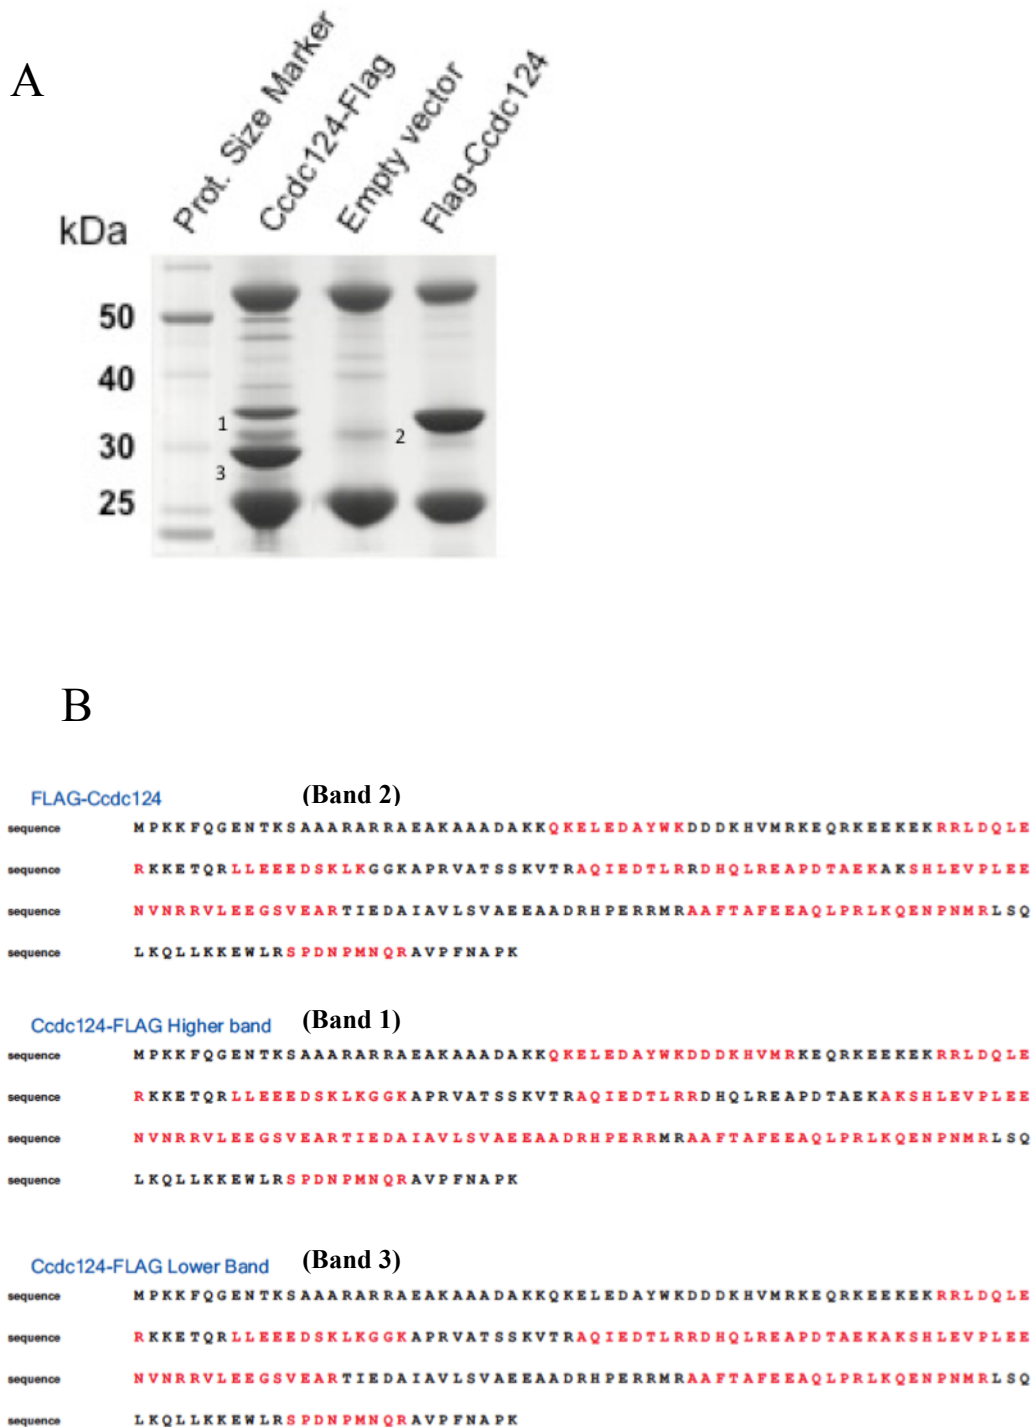 A
Prot. Size Marker
Ccdc124-Flag
Empty vector
Flag-Ccdc124
kDa
50
40
30
25
1
2
3
B
FLAG-Ccdc124 (Band 2)
sequence MPKKFQGENTKSAAARARRAEAKAAADAKKQKELEDAYWKDDDKHVMRKEQRKEEKEKRRLDQLE
sequence RKKETQRLLEEEDSKLKGGKAPRVATSSKVTRAQIEDTLRRDHQLREAPDTAEKAKSHLEVPLEE
sequence NVNRRVLEEGSVEARTIEDAIAVLSVAEEAADRHPERRMRAAFTAFEEAQLPRLKQENPNMRLSQ
sequence LKQLLKKEWLRSPDNPMNQRAVPFNAPK
Ccdc124-FLAG Higher band (Band 1)
sequence MPKKFQGENTKSAAARARRAEAKAAADAKKQKELEDAYWKDDDKHVMRKEQRKEEKEKRRLDQLE
sequence RKKETQRLLEEEDSKLKGGKAPRVATSSKVTRAQIEDTLRRDHQLREAPDTAEKAKSHLEVPLEE
sequence NVNRRVLEEGSVEARTIEDAIAVLSVAEEAADRHPERRMRAAFTAFEEAQLPRLKQENPNMRLSQ
sequence LKQLLKKEWLRSPDNPMNQRAVPFNAPK
Ccdc124-FLAG Lower Band (Band 3)
sequence MPKKFQGENTKSAAARARRAEAKAAADAKKQKELEDAYWKDDDKHVMRKEQRKEEKEKRRLDQLE
sequence RKKETQRLLEEEDSKLKGGKAPRVATSSKVTRAQIEDTLRRDHQLREAPDTAEKAKSHLEVPLEE
sequence NVNRRVLEEGSVEARTIEDAIAVLSVAEEAADRHPERRMRAAFTAFEEAQLPRLKQENPNMRLSQ
sequence LKQLLKKEWLRSPDNPMNQRAVPFNAPK